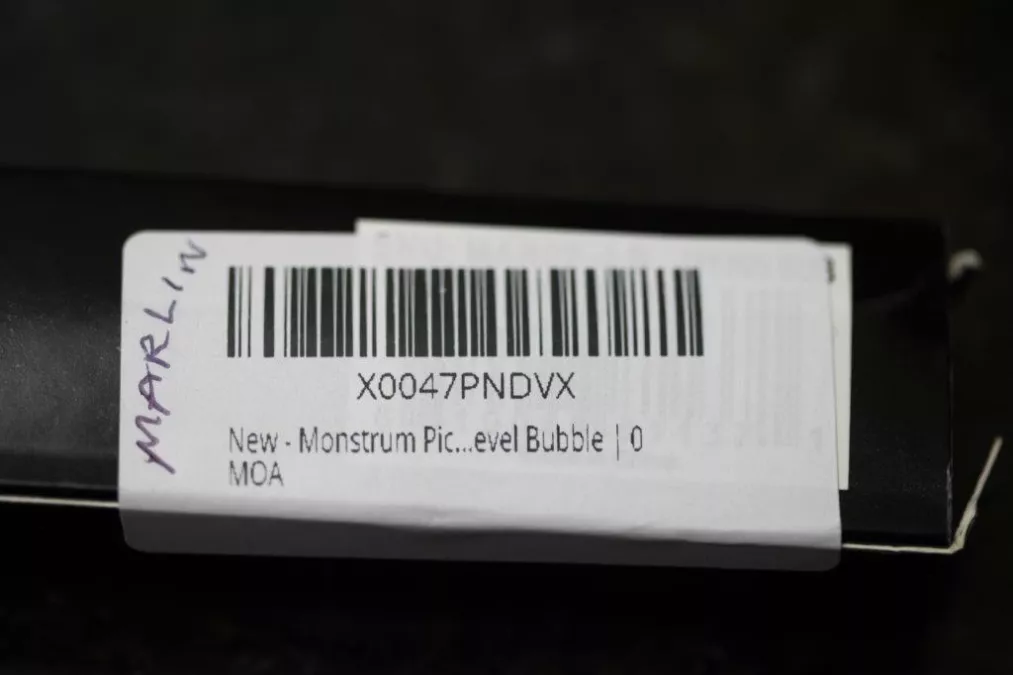 MARLIN
X0047PNDVX
New - Monstrum Pic...evel Bubble | 0
MOA